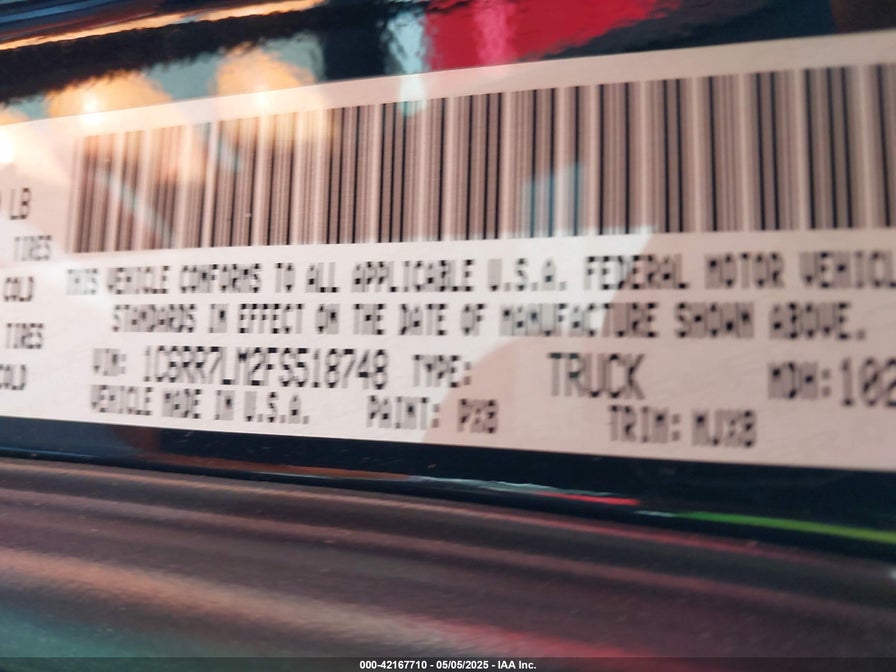 LB
TIRES
COLD
TIRES
COLD
THIS VEHICLE CONFORMS TO ALL APPLICABLE U.S.A. FEDERAL MOTOR VEHICL
STANDARDS IN EFFECT ON THE DATE OF MANUFACTURE SHOWN ABOVE.
VIN: 1C6RR7LM2FS518748 TYPE: TRUCK MDH: 102
VEHICLE MADE IN U.S.A. PAINT: PX8 TRIM: MJX8
000-42167710 - 05/05/2025 - IAA Inc.